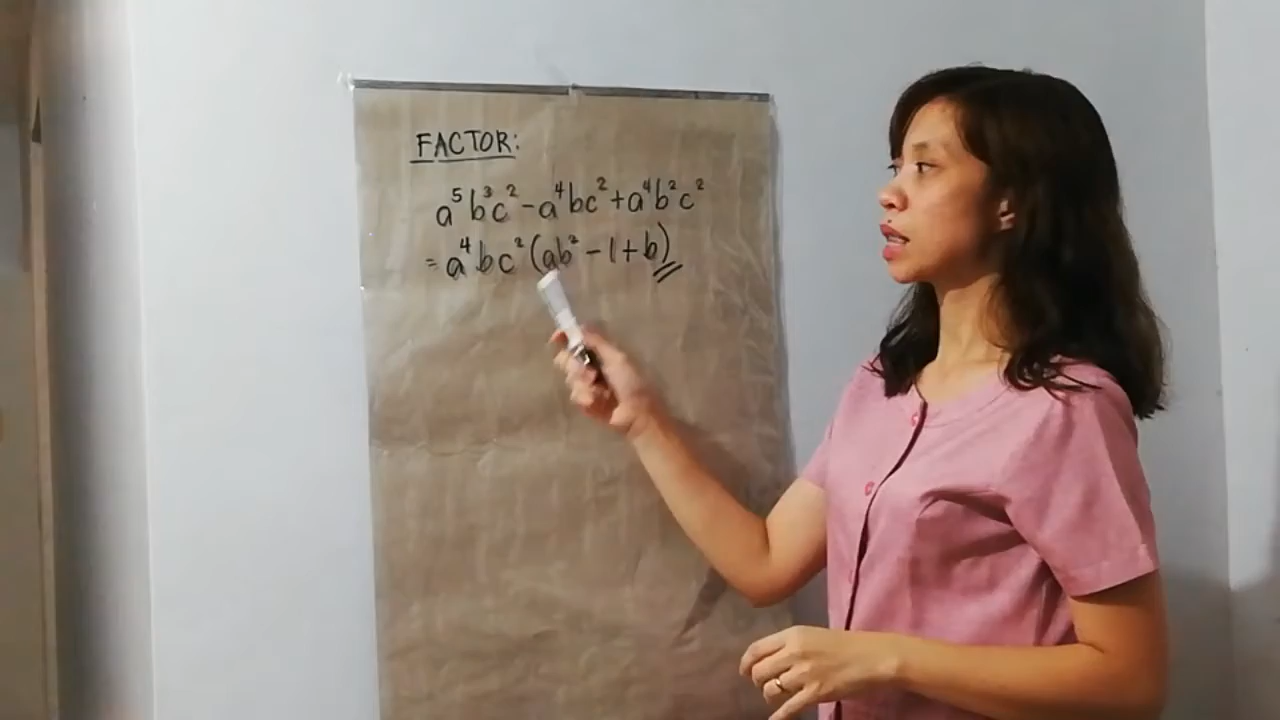 FACTOR:
a⁵b³c² - a⁴bc² + a⁴b²c²
= a⁴bc² (ab² - 1 + b)